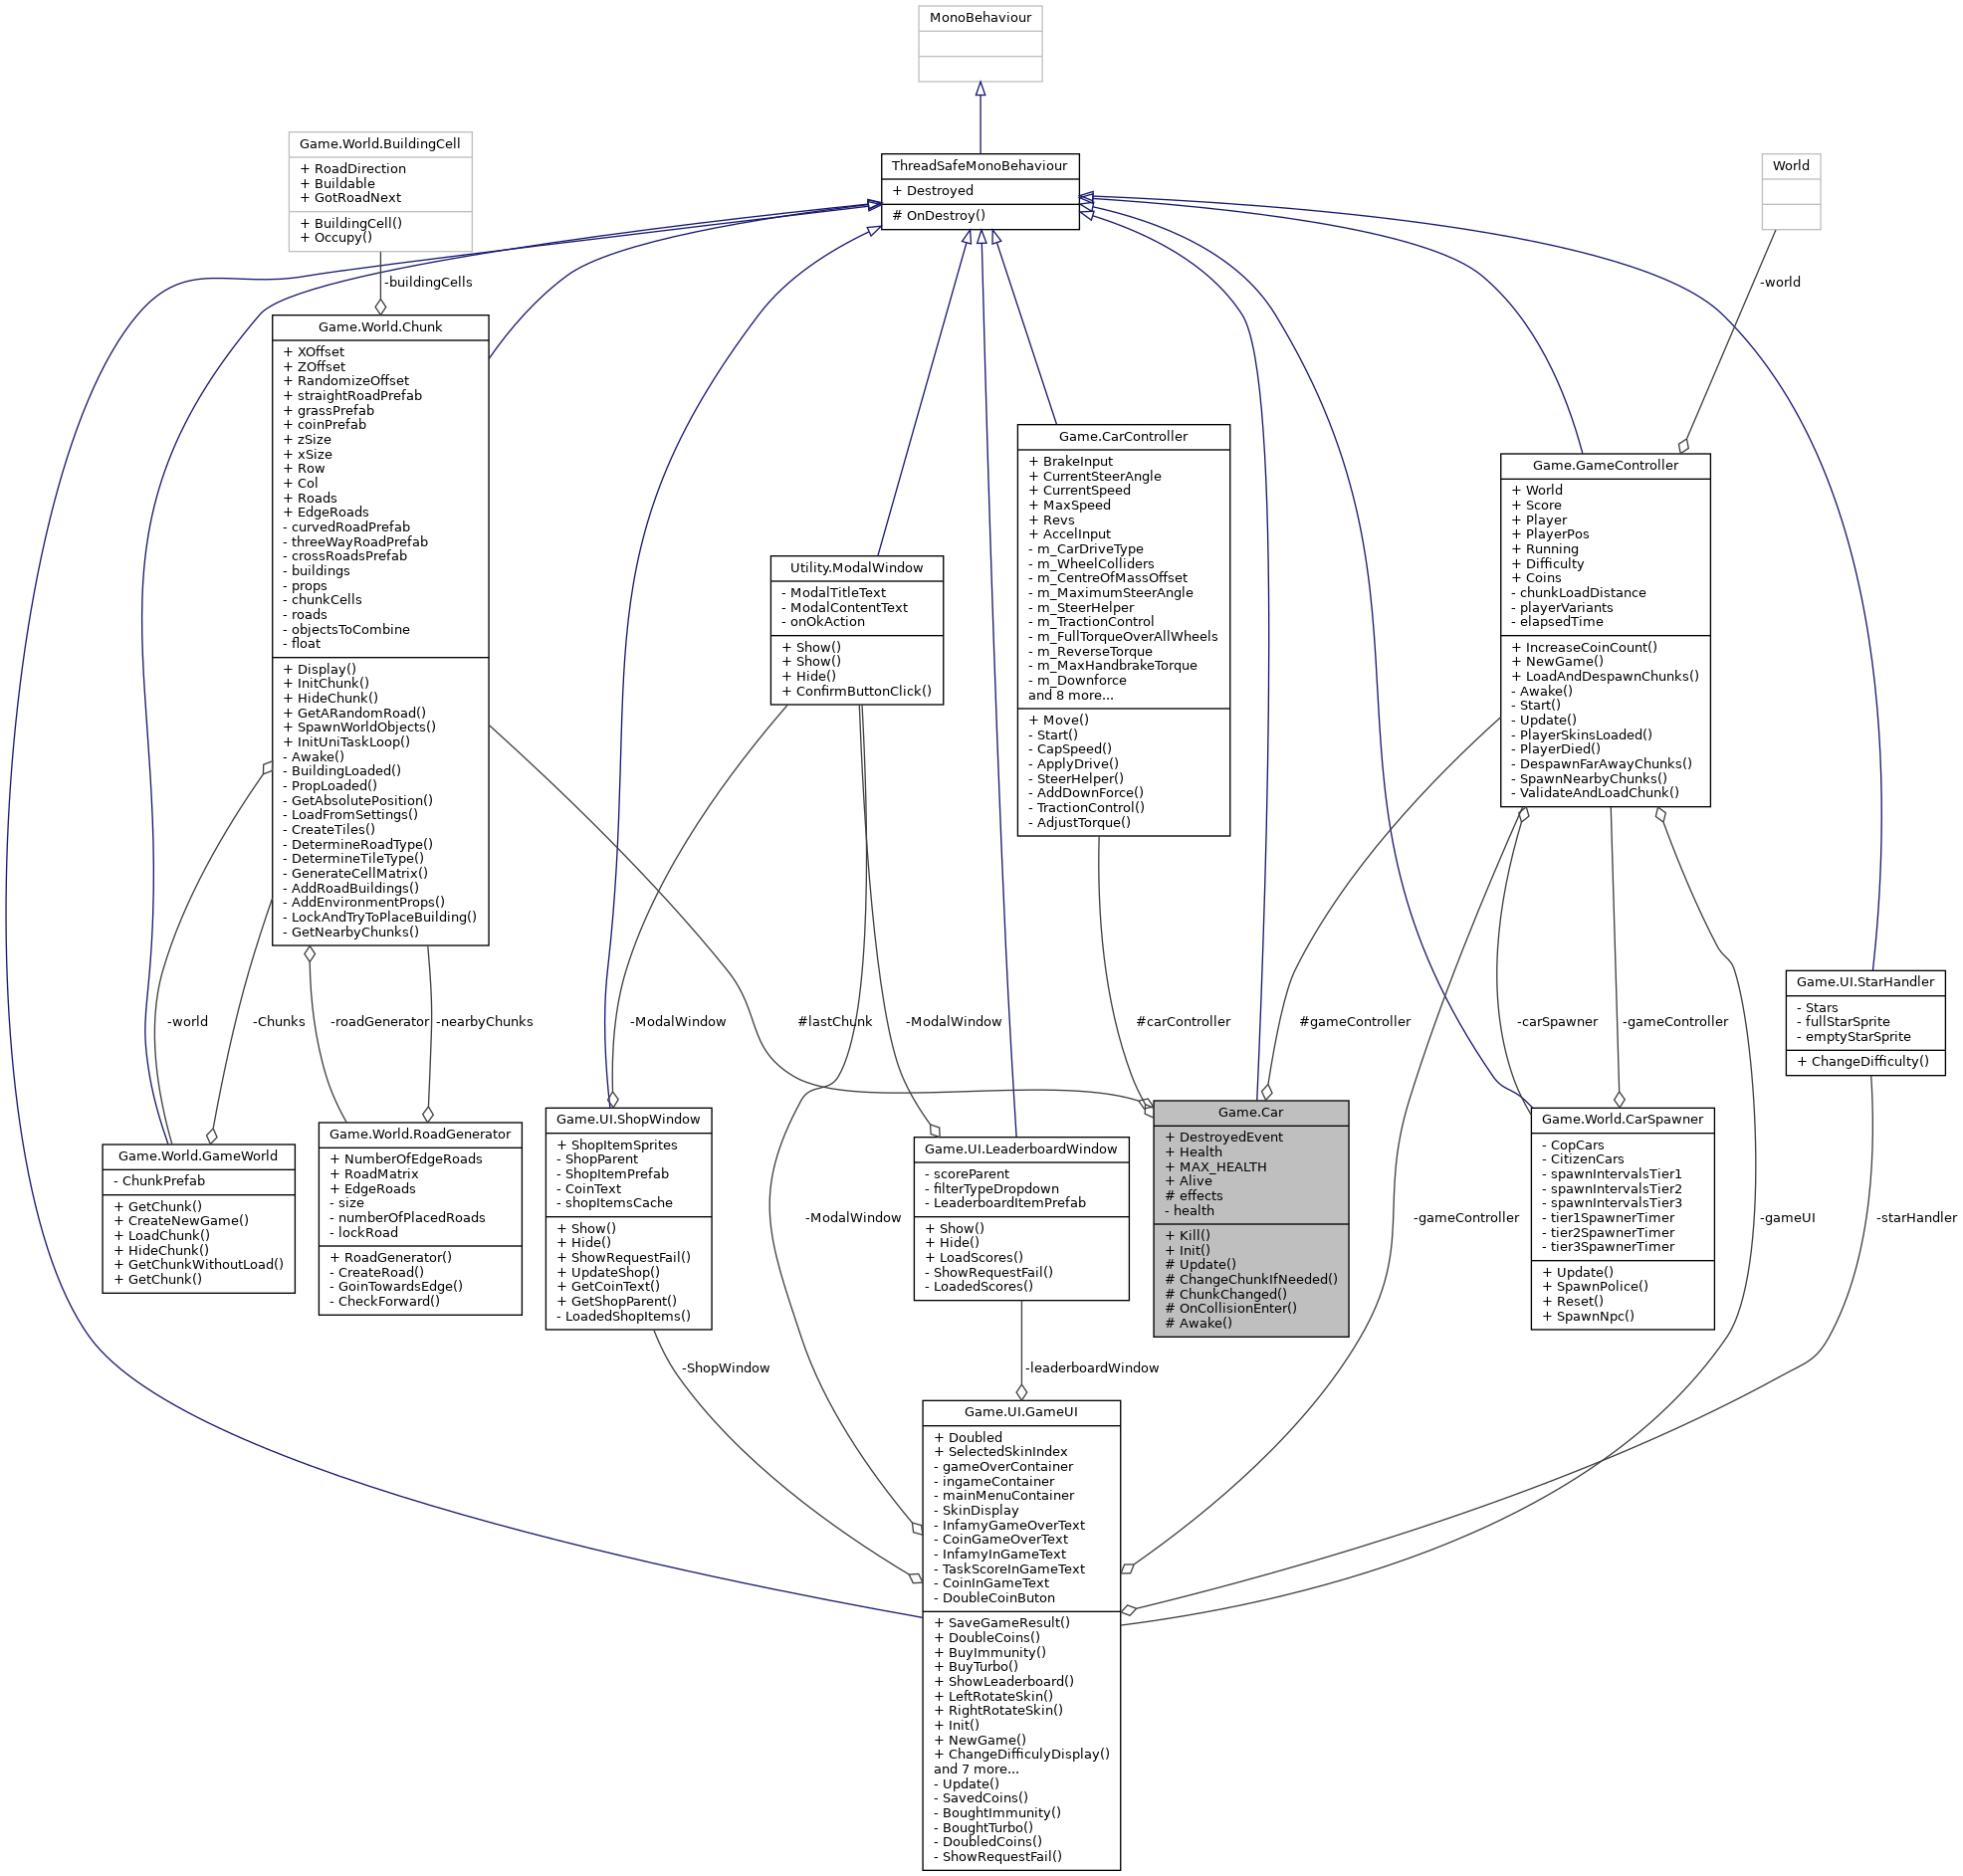 MonoBehaviour
ThreadSafeMonoBehaviour
+ Destroyed
# OnDestroy()
Game.World.BuildingCell
+ RoadDirection
+ Buildable
+ GotRoadNext
+ BuildingCell()
+ Occupy()
World
-buildingCells
-world
Game.World.Chunk
+ XOffset
+ ZOffset
+ RandomizeOffset
+ straightRoadPrefab
+ grassPrefab
+ coinPrefab
+ zSize
+ xSize
+ Row
+ Col
+ Roads
+ EdgeRoads
- curvedRoadPrefab
- threeWayRoadPrefab
- crossRoadsPrefab
- buildings
- props
- chunkCells
- roads
- objectsToCombine
- float
+ Display()
+ InitChunk()
+ HideChunk()
+ GetARandomRoad()
+ SpawnWorldObjects()
+ InitUniTaskLoop()
- Awake()
- BuildingLoaded()
- PropLoaded()
- GetAbsolutePosition()
- LoadFromSettings()
- CreateTiles()
- DetermineRoadType()
- DetermineTileType()
- GenerateCellMatrix()
- AddRoadBuildings()
- AddEnvironmentProps()
- LockAndTryToPlaceBuilding()
- GetNearbyChunks()
Utility.ModalWindow
- ModalTitleText
- ModalContentText
- onOkAction
+ Show()
+ Show()
+ Hide()
+ ConfirmButtonClick()
Game.CarController
+ BrakeInput
+ CurrentSteerAngle
+ CurrentSpeed
+ MaxSpeed
+ Revs
+ AccelInput
- m_CarDriveType
- m_WheelColliders
- m_CentreOfMassOffset
- m_MaximumSteerAngle
- m_SteerHelper
- m_TractionControl
- m_FullTorqueOverAllWheels
- m_ReverseTorque
- m_MaxHandbrakeTorque
- m_Downforce
and 8 more...
+ Move()
- Start()
- CapSpeed()
- ApplyDrive()
- SteerHelper()
- AddDownForce()
- TractionControl()
- AdjustTorque()
Game.GameController
+ World
+ Score
+ Player
+ PlayerPos
+ Running
+ Difficulty
+ Coins
- chunkLoadDistance
- playerVariants
- elapsedTime
+ IncreaseCoinCount()
+ NewGame()
+ LoadAndDespawnChunks()
- Awake()
- Start()
- Update()
- PlayerSkinsLoaded()
- PlayerDied()
- DespawnFarAwayChunks()
- SpawnNearbyChunks()
- ValidateAndLoadChunk()
Game.UI.StarHandler
- Stars
- fullStarSprite
- emptyStarSprite
+ ChangeDifficulty()
-world
-Chunks
-roadGenerator
-nearbyChunks
-ModalWindow
#lastChunk
-ModalWindow
#carController
#gameController
-carSpawner
-gameController
Game.World.GameWorld
- ChunkPrefab
+ GetChunk()
+ CreateNewGame()
+ LoadChunk()
+ HideChunk()
+ GetChunkWithoutLoad()
+ GetChunk()
Game.World.RoadGenerator
+ NumberOfEdgeRoads
+ RoadMatrix
+ EdgeRoads
- size
- numberOfPlacedRoads
- lockRoad
+ RoadGenerator()
- CreateRoad()
- GoinTowardsEdge()
- CheckForward()
Game.UI.ShopWindow
+ ShopItemSprites
- ShopParent
- ShopItemPrefab
- CoinText
- shopItemsCache
+ Show()
+ Hide()
+ ShowRequestFail()
+ UpdateShop()
+ GetCoinText()
+ GetShopParent()
- LoadedShopItems()
-ModalWindow
Game.UI.LeaderboardWindow
- scoreParent
- filterTypeDropdown
- LeaderboardItemPrefab
+ Show()
+ Hide()
+ LoadScores()
- ShowRequestFail()
- LoadedScores()
Game.Car
+ DestroyedEvent
+ Health
+ MAX_HEALTH
+ Alive
# effects
- health
+ Kill()
+ Init()
# Update()
# ChangeChunkIfNeeded()
# ChunkChanged()
# OnCollisionEnter()
# Awake()
-gameController
Game.World.CarSpawner
- CopCars
- CitizenCars
- spawnIntervalsTier1
- spawnIntervalsTier2
- spawnIntervalsTier3
- tier1SpawnerTimer
- tier2SpawnerTimer
- tier3SpawnerTimer
+ Update()
+ SpawnPolice()
+ Reset()
+ SpawnNpc()
-gameUI
-starHandler
-ShopWindow
-leaderboardWindow
Game.UI.GameUI
+ Doubled
+ SelectedSkinIndex
- gameOverContainer
- ingameContainer
- mainMenuContainer
- SkinDisplay
- InfamyGameOverText
- CoinGameOverText
- InfamyInGameText
- TaskScoreInGameText
- CoinInGameText
- DoubleCoinButon
+ SaveGameResult()
+ DoubleCoins()
+ BuyImmunity()
+ BuyTurbo()
+ ShowLeaderboard()
+ LeftRotateSkin()
+ RightRotateSkin()
+ Init()
+ NewGame()
+ ChangeDifficulyDisplay()
and 7 more...
- Update()
- SavedCoins()
- BoughtImmunity()
- BoughtTurbo()
- DoubledCoins()
- ShowRequestFail()